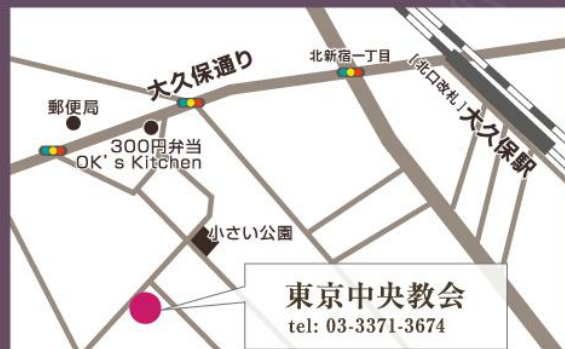 北新宿一丁目
大久保通り
[北口改札]
大久保駅
郵便局
300円弁当
OK's Kitchen
小さい公園
東京中央教会
tel: 03-3371-3674